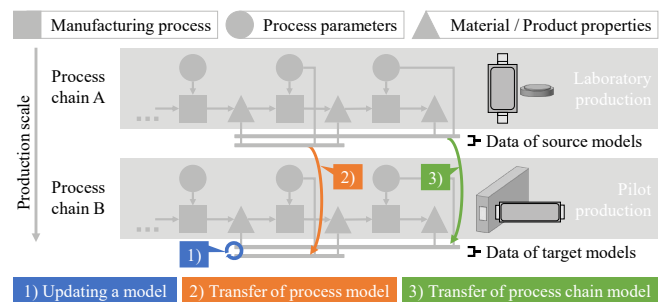 Manufacturing process
Process parameters
Material / Product properties
Production scale
Process
chain A
...
Laboratory
production
Data of source models
2)
3)
Process
chain B
...
Pilot
production
1)
Data of target models
1) Updating a model
2) Transfer of process model
3) Transfer of process chain model